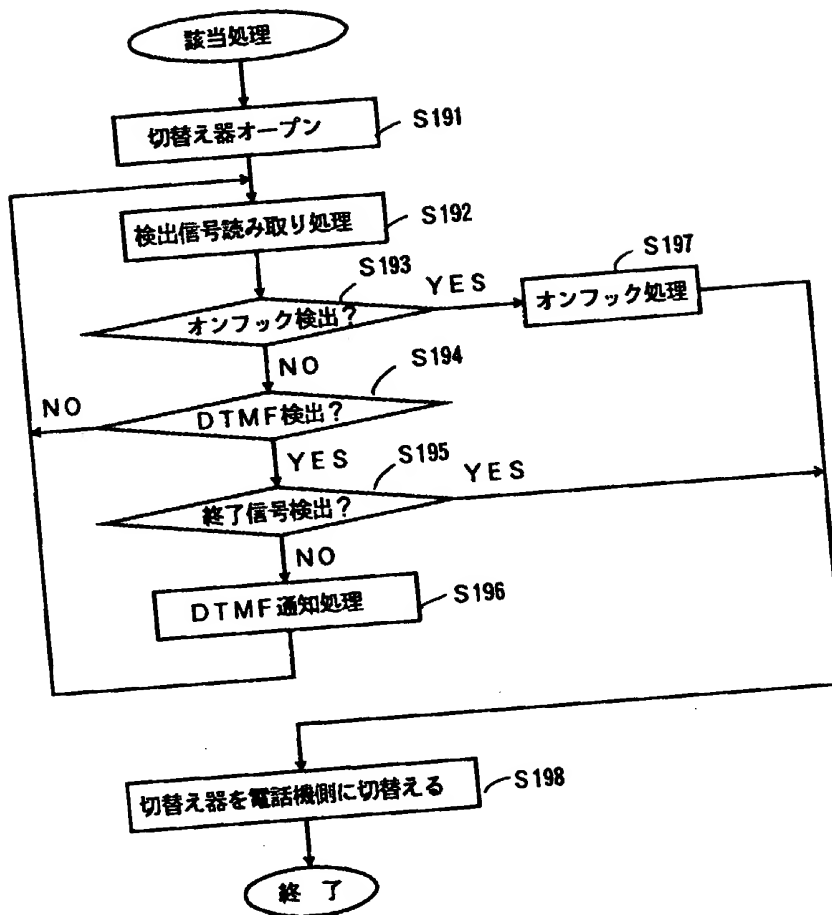 該当処理
切替え器オープン
S191
検出信号読み取り処理
S192
S193
オンフック検出?
YES
S197
オンフック処理
NO
S194
DTMF検出?
NO
YES
S195
終了信号検出?
YES
NO
DTMF通知処理
S196
切替え器を電話機側に切替える
S198
終 了